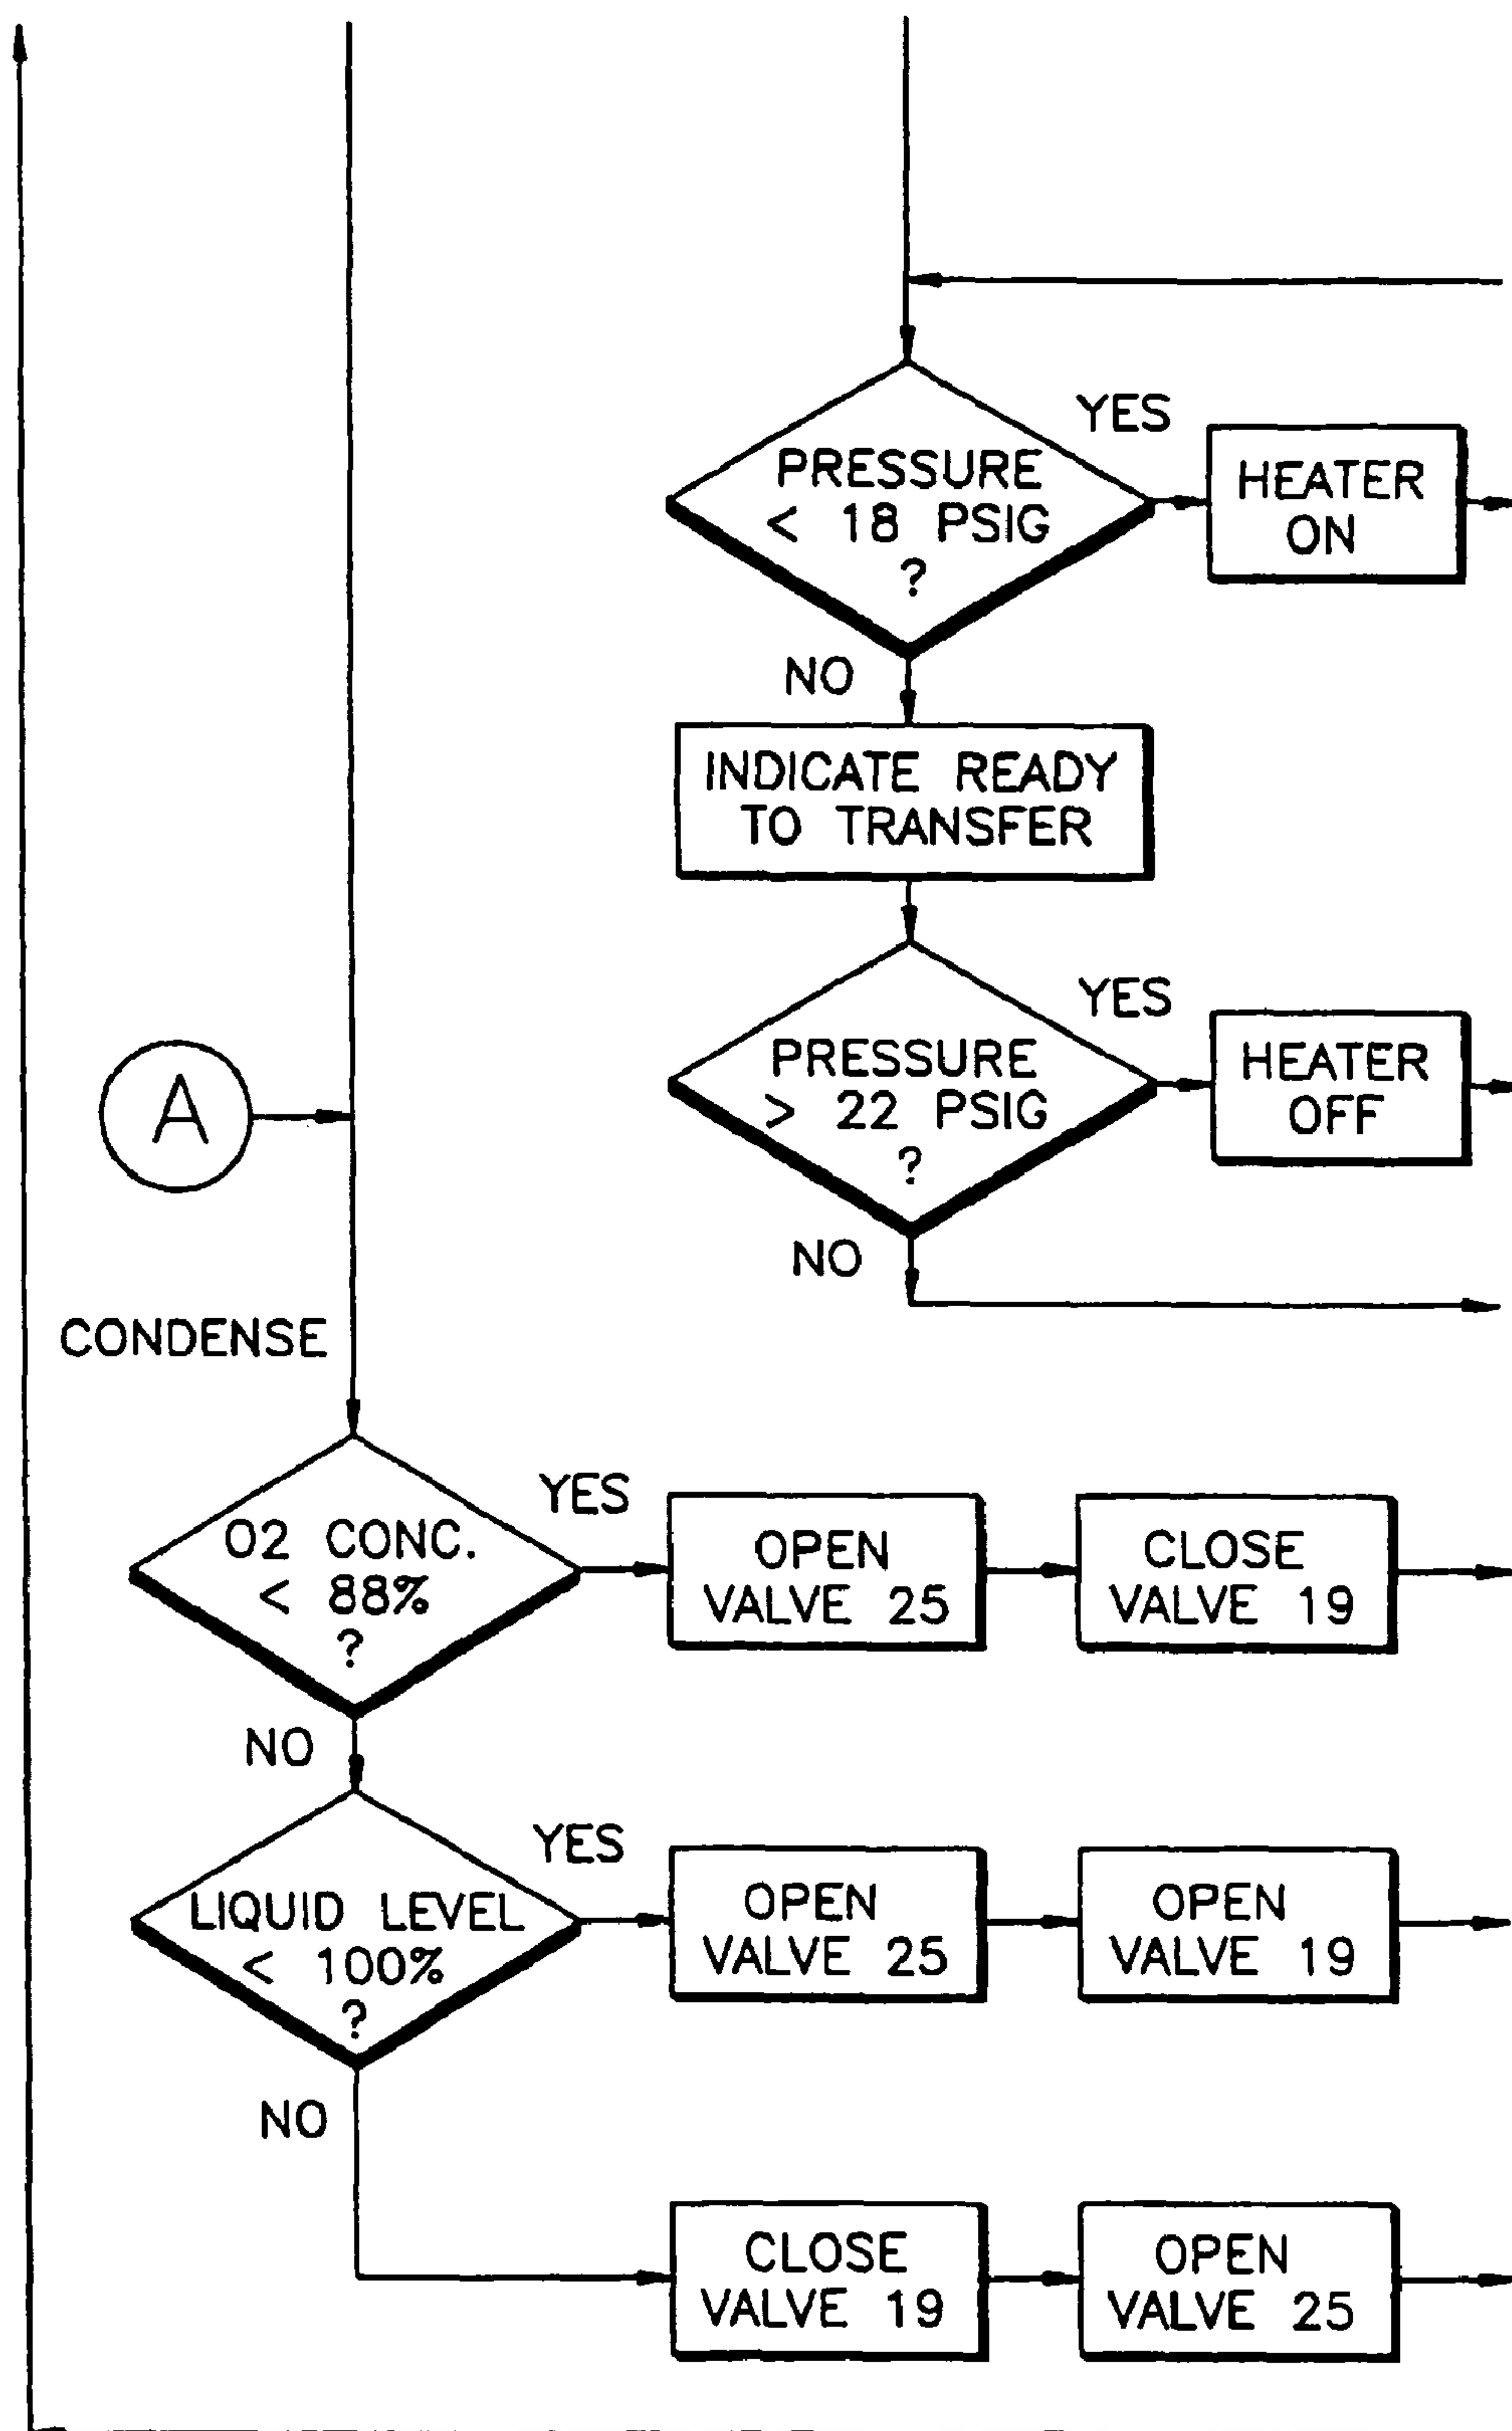 YES
PRESSURE
< 18 PSIG
?
HEATER
ON
NO
INDICATE READY
TO TRANSFER
YES
PRESSURE
> 22 PSIG
?
HEATER
OFF
NO
A
CONDENSE
YES
O2 CONC.
< 88%
?
OPEN
VALVE 25
CLOSE
VALVE 19
NO
YES
LIQUID LEVEL
< 100%
?
OPEN
VALVE 25
OPEN
VALVE 19
NO
CLOSE
VALVE 19
OPEN
VALVE 25